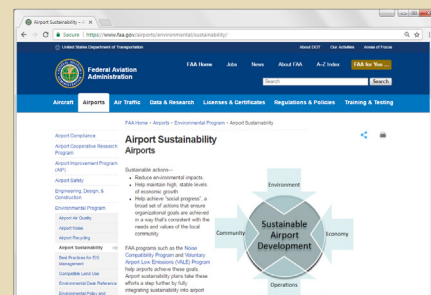 Airport Sustainability - /
Secure | https://www.faa.gov/airports/environmental/sustainability/
United States Department of Transportation
About DOT Our Activities Areas of Focus
Federal Aviation
Administration
FAA Home Jobs News About FAA A-Z Index FAA for You ...
Search Search
Aircraft Airports Air Traffic Data & Research Licenses & Certificates Regulations & Policies Training & Testing
FAA Home › Airports › Environmental Program › Airport Sustainability
Airport Compliance
Airport Cooperative Research
Program
Airport Improvement Program
(AIP)
Airport Safety
Engineering, Design, &
Construction
Environmental Program
Airport Air Quality
Airport Noise
Airport Recycling
Airport Sustainability
Best Practices for EIS
Management
Compatible Land Use
Environmental Desk Reference
Environmental Policy and
Airport Sustainability
Airports
Sustainable actions—
• Reduce environmental impacts
• Help maintain high, stable levels
of economic growth
• Help achieve "social progress", a
broad set of actions that ensure
organizational goals are achieved
in a way that's consistent with the
needs and values of the local
community.
FAA programs such as the Noise
Compatibility Program and Voluntary
Airport Low Emissions (VALE) Program
help airports achieve these goals.
Airport sustainability plans take these
efforts a step further by fully
integrating sustainability into airport
Environment
Community
Sustainable
Airport
Development
Economy
Operations